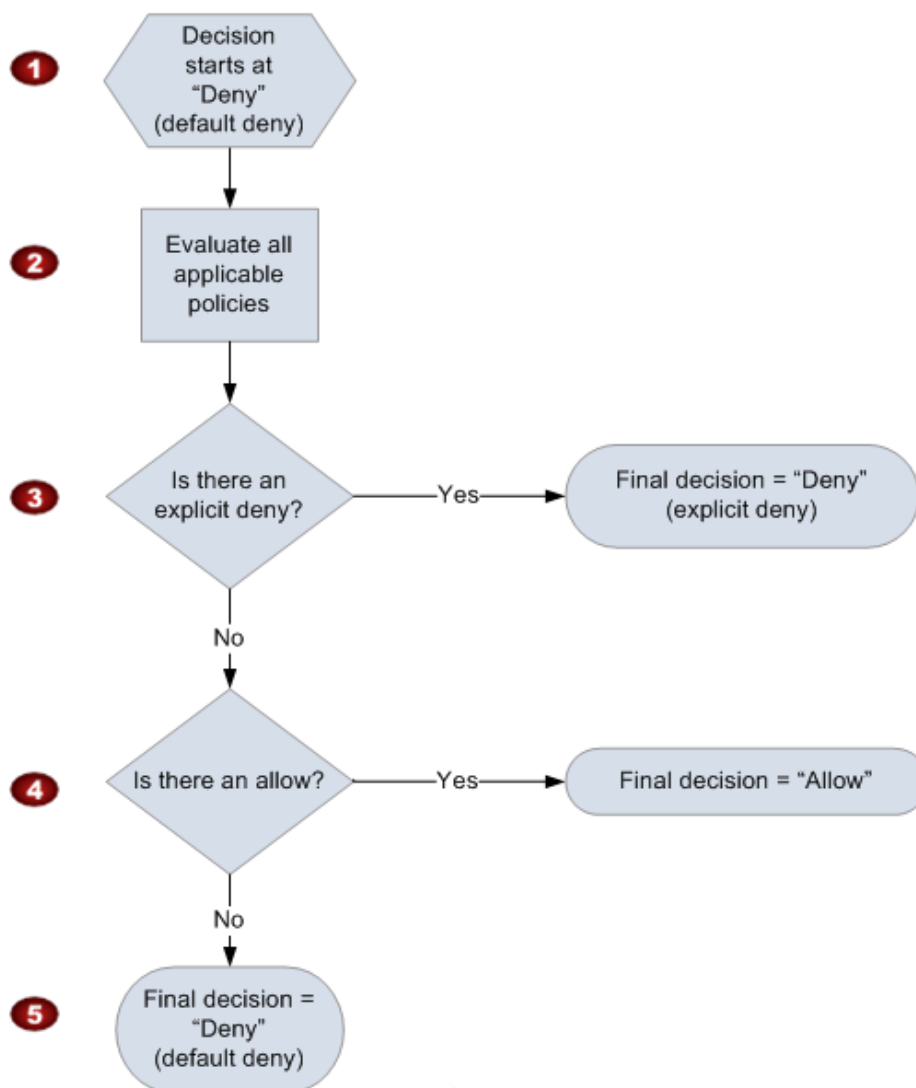 1
Decision
starts at
“Deny”
(default deny)
2
Evaluate all
applicable
policies
3
Is there an
explicit deny?
Yes
Final decision = “Deny”
(explicit deny)
No
4
Is there an allow?
Yes
Final decision = “Allow”
No
5
Final decision =
“Deny”
(default deny)